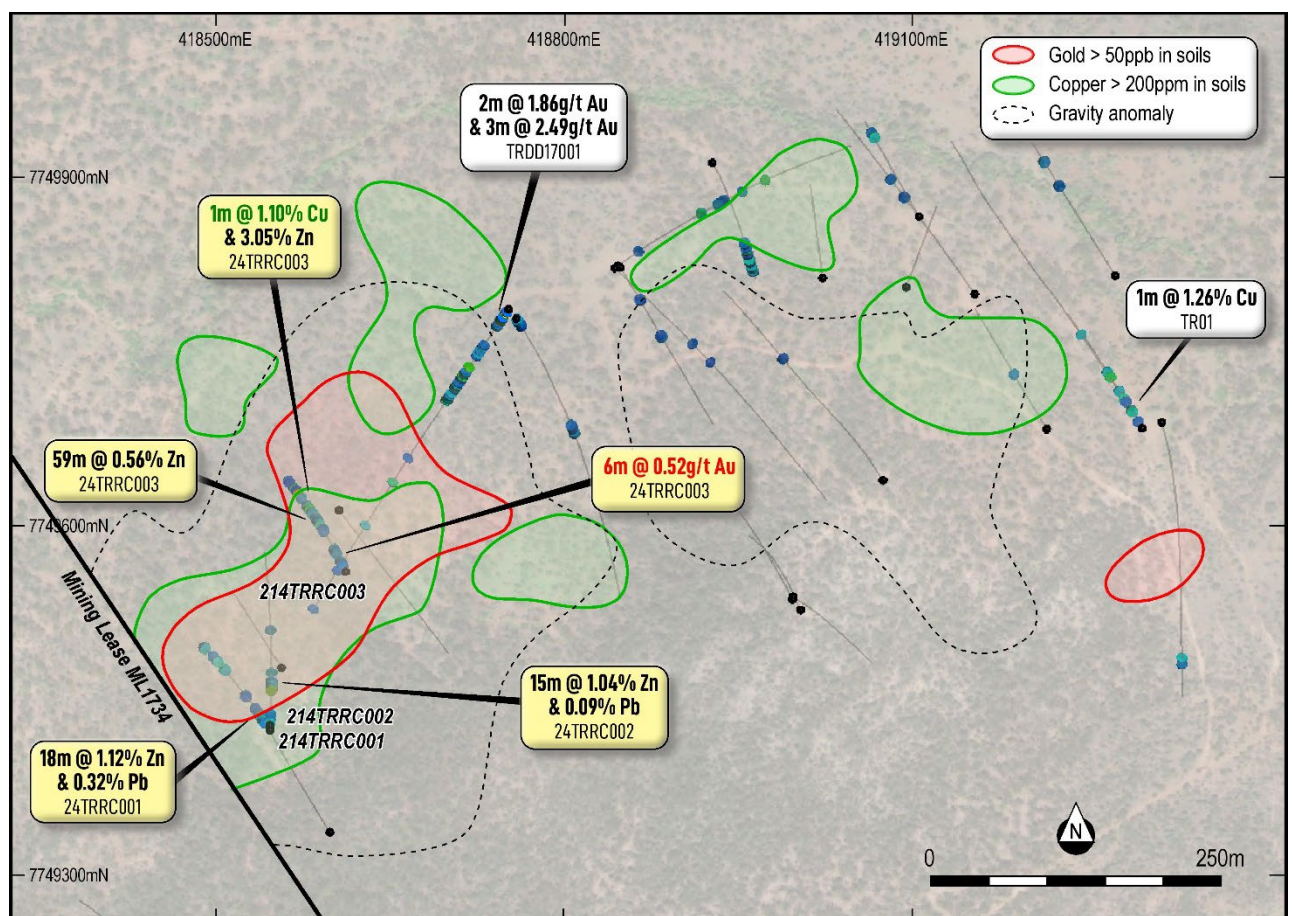 418500mE
418800mE
419100mE
Gold > 50ppb in soils
Copper > 200ppm in soils
Gravity anomaly
2m @ 1.86g/t Au
& 3m @ 2.49g/t Au
TRDD17001
7749900mN
1m @ 1.10% Cu
& 3.05% Zn
24TRRC003
1m @ 1.26% Cu
TR01
59m @ 0.56% Zn
24TRRC003
6m @ 0.52g/t Au
24TRRC003
7749600mN
214TRRC003
Mining Lease ML1734
15m @ 1.04% Zn
& 0.09% Pb
24TRRC002
214TRRC002
214TRRC001
18m @ 1.12% Zn
& 0.32% Pb
24TRRC001
N
0
250m
7749300mN